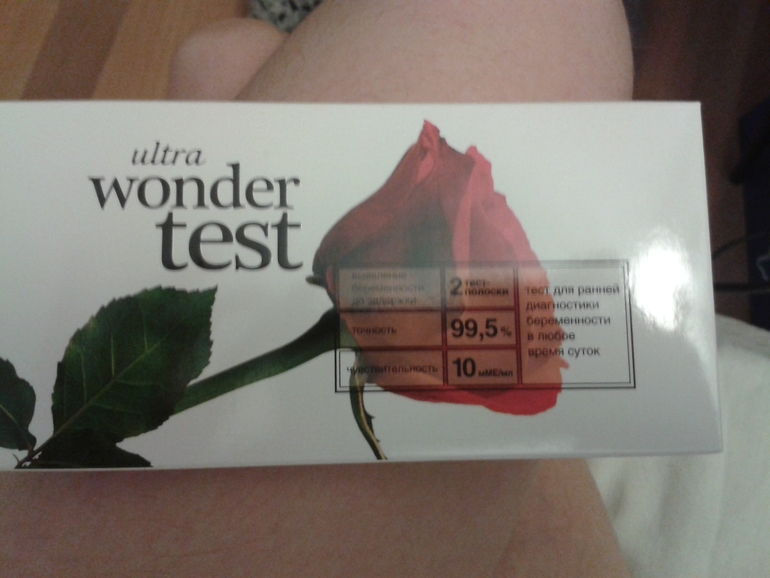 ultra
wonder
test
выявление
беременности
до задержки
2 тест-
полоски
точность
99,5 %
чувствительность
10 мМЕ/мл
тест для ранней
диагностики
беременности
в любое
время суток